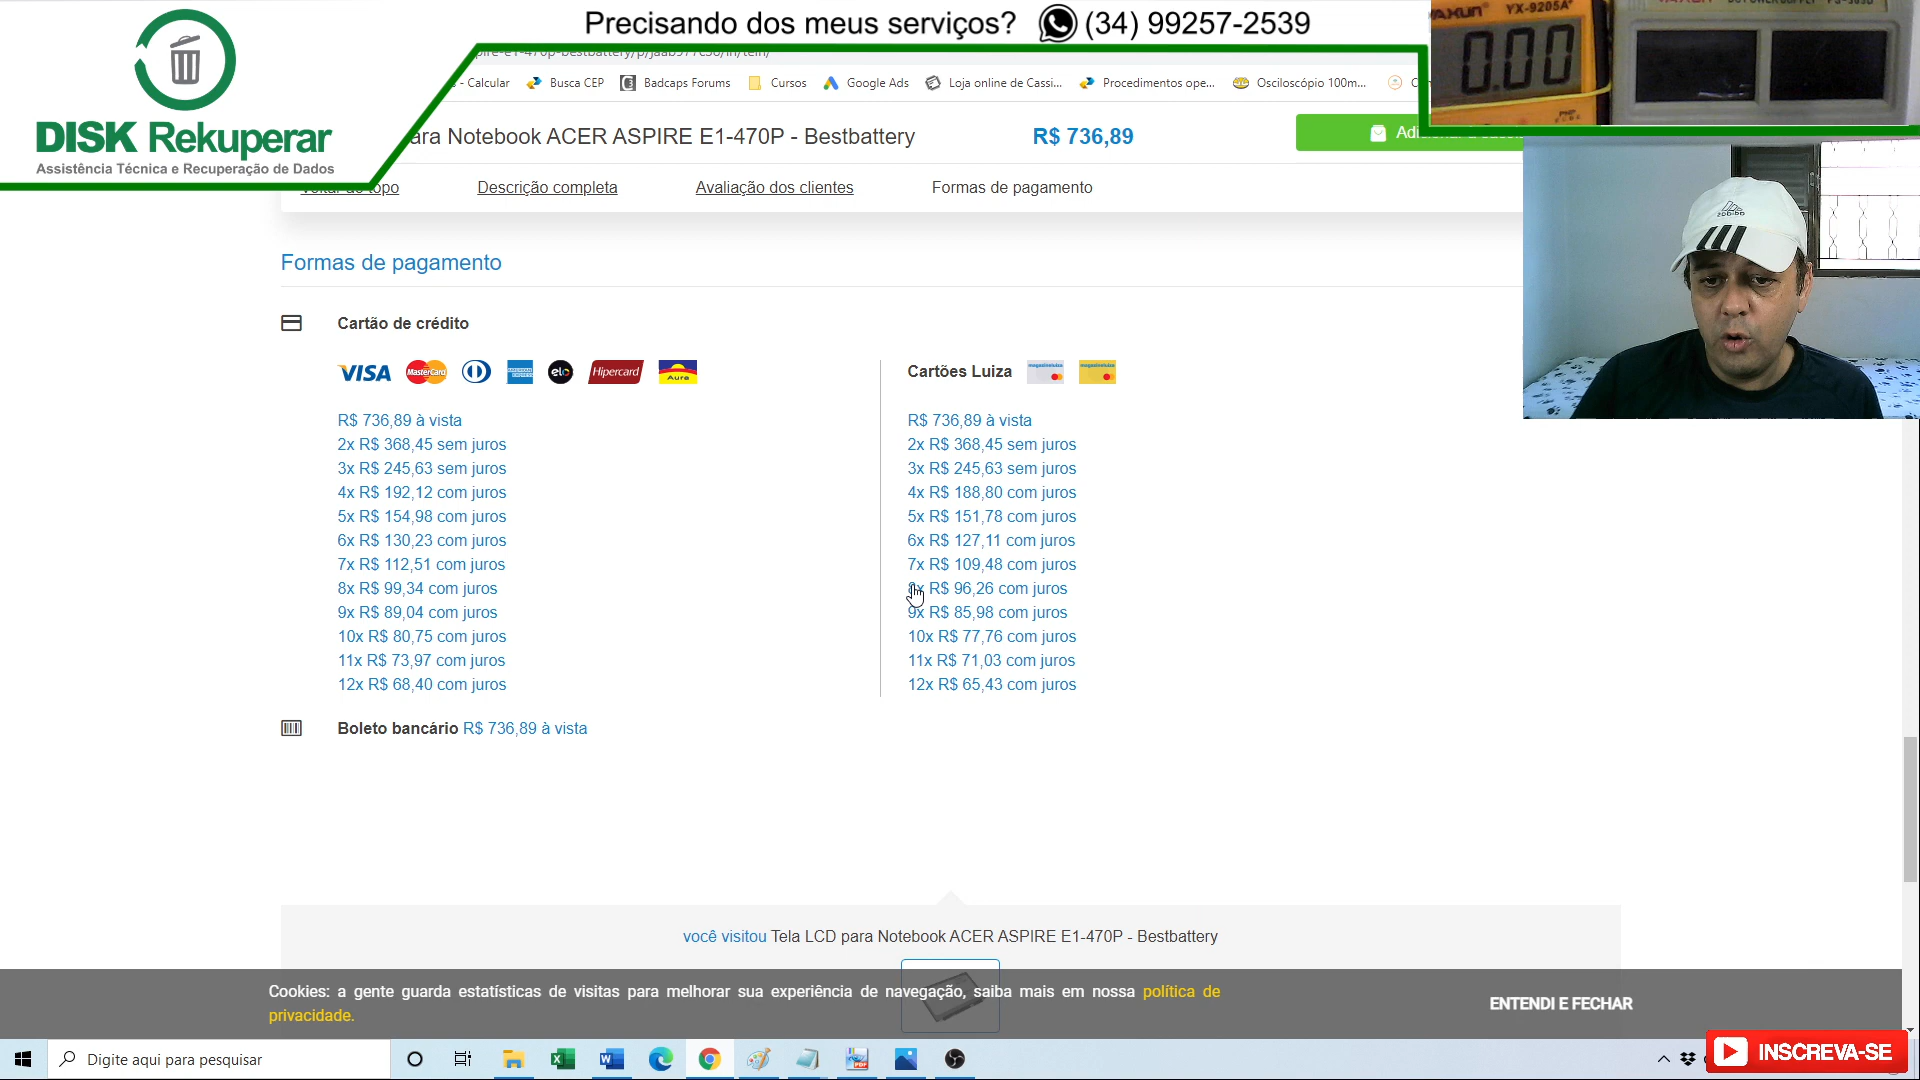 Precisando dos meus serviços? (34) 99257-2539
DISK Rekuperar
Assistência Técnica e Recuperação de Dados
- Calcular
Busca CEP
Badcaps Forums
Cursos
Google Ads
Loja online de Cassi...
Procedimentos ope...
Osciloscópio 100m...
YX-9205A+
0.00
ara Notebook ACER ASPIRE E1-470P - Bestbattery
R$ 736,89
Descrição completa
Avaliação dos clientes
Formas de pagamento
Formas de pagamento
Cartão de crédito
VISA MasterCard elo Hipercard Aura
Cartões Luiza
R$ 736,89 à vista
2x R$ 368,45 sem juros
3x R$ 245,63 sem juros
4x R$ 192,12 com juros
5x R$ 154,98 com juros
6x R$ 130,23 com juros
7x R$ 112,51 com juros
8x R$ 99,34 com juros
9x R$ 89,04 com juros
10x R$ 80,75 com juros
11x R$ 73,97 com juros
12x R$ 68,40 com juros
R$ 736,89 à vista
2x R$ 368,45 sem juros
3x R$ 245,63 sem juros
4x R$ 188,80 com juros
5x R$ 151,78 com juros
6x R$ 127,11 com juros
7x R$ 109,48 com juros
8x R$ 96,26 com juros
9x R$ 85,98 com juros
10x R$ 77,76 com juros
11x R$ 71,03 com juros
12x R$ 65,43 com juros
Boleto bancário R$ 736,89 à vista
você visitou Tela LCD para Notebook ACER ASPIRE E1-470P - Bestbattery
Cookies: a gente guarda estatísticas de visitas para melhorar sua experiência de navegação, saiba mais em nossa política de
privacidade.
ENTENDI E FECHAR
Digite aqui para pesquisar
INSCREVA-SE